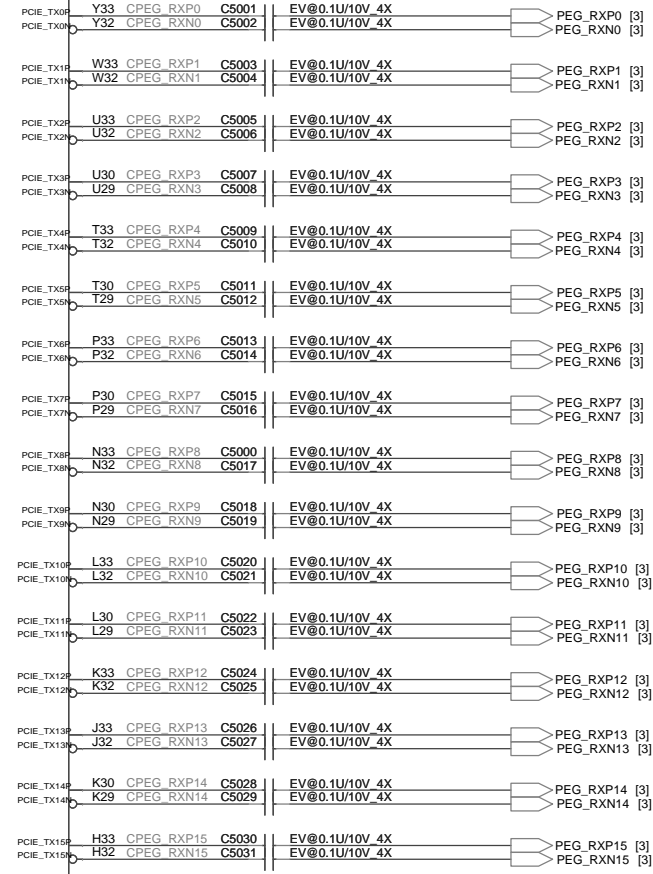 PCIE_TX0P Y33 CPEG_RXP0 C5001 EV@0.1U/10V_4X PEG_RXP0 [3]
PCIE_TX0N Y32 CPEG_RXN0 C5002 EV@0.1U/10V_4X PEG_RXN0 [3]
PCIE_TX1P W33 CPEG_RXP1 C5003 EV@0.1U/10V_4X PEG_RXP1 [3]
PCIE_TX1N W32 CPEG_RXN1 C5004 EV@0.1U/10V_4X PEG_RXN1 [3]
PCIE_TX2P U33 CPEG_RXP2 C5005 EV@0.1U/10V_4X PEG_RXP2 [3]
PCIE_TX2N U32 CPEG_RXN2 C5006 EV@0.1U/10V_4X PEG_RXN2 [3]
PCIE_TX3P U30 CPEG_RXP3 C5007 EV@0.1U/10V_4X PEG_RXP3 [3]
PCIE_TX3N U29 CPEG_RXN3 C5008 EV@0.1U/10V_4X PEG_RXN3 [3]
PCIE_TX4P T33 CPEG_RXP4 C5009 EV@0.1U/10V_4X PEG_RXP4 [3]
PCIE_TX4N T32 CPEG_RXN4 C5010 EV@0.1U/10V_4X PEG_RXN4 [3]
PCIE_TX5P T30 CPEG_RXP5 C5011 EV@0.1U/10V_4X PEG_RXP5 [3]
PCIE_TX5N T29 CPEG_RXN5 C5012 EV@0.1U/10V_4X PEG_RXN5 [3]
PCIE_TX6P P33 CPEG_RXP6 C5013 EV@0.1U/10V_4X PEG_RXP6 [3]
PCIE_TX6N P32 CPEG_RXN6 C5014 EV@0.1U/10V_4X PEG_RXN6 [3]
PCIE_TX7P P30 CPEG_RXP7 C5015 EV@0.1U/10V_4X PEG_RXP7 [3]
PCIE_TX7N P29 CPEG_RXN7 C5016 EV@0.1U/10V_4X PEG_RXN7 [3]
PCIE_TX8P N33 CPEG_RXP8 C5000 EV@0.1U/10V_4X PEG_RXP8 [3]
PCIE_TX8N N32 CPEG_RXN8 C5017 EV@0.1U/10V_4X PEG_RXN8 [3]
PCIE_TX9P N30 CPEG_RXP9 C5018 EV@0.1U/10V_4X PEG_RXP9 [3]
PCIE_TX9N N29 CPEG_RXN9 C5019 EV@0.1U/10V_4X PEG_RXN9 [3]
PCIE_TX10P L33 CPEG_RXP10 C5020 EV@0.1U/10V_4X PEG_RXP10 [3]
PCIE_TX10N L32 CPEG_RXN10 C5021 EV@0.1U/10V_4X PEG_RXN10 [3]
PCIE_TX11P L30 CPEG_RXP11 C5022 EV@0.1U/10V_4X PEG_RXP11 [3]
PCIE_TX11N L29 CPEG_RXN11 C5023 EV@0.1U/10V_4X PEG_RXN11 [3]
PCIE_TX12P K33 CPEG_RXP12 C5024 EV@0.1U/10V_4X PEG_RXP12 [3]
PCIE_TX12N K32 CPEG_RXN12 C5025 EV@0.1U/10V_4X PEG_RXN12 [3]
PCIE_TX13P J33 CPEG_RXP13 C5026 EV@0.1U/10V_4X PEG_RXP13 [3]
PCIE_TX13N J32 CPEG_RXN13 C5027 EV@0.1U/10V_4X PEG_RXN13 [3]
PCIE_TX14P K30 CPEG_RXP14 C5028 EV@0.1U/10V_4X PEG_RXP14 [3]
PCIE_TX14N K29 CPEG_RXN14 C5029 EV@0.1U/10V_4X PEG_RXN14 [3]
PCIE_TX15P H33 CPEG_RXP15 C5030 EV@0.1U/10V_4X PEG_RXP15 [3]
PCIE_TX15N H32 CPEG_RXN15 C5031 EV@0.1U/10V_4X PEG_RXN15 [3]